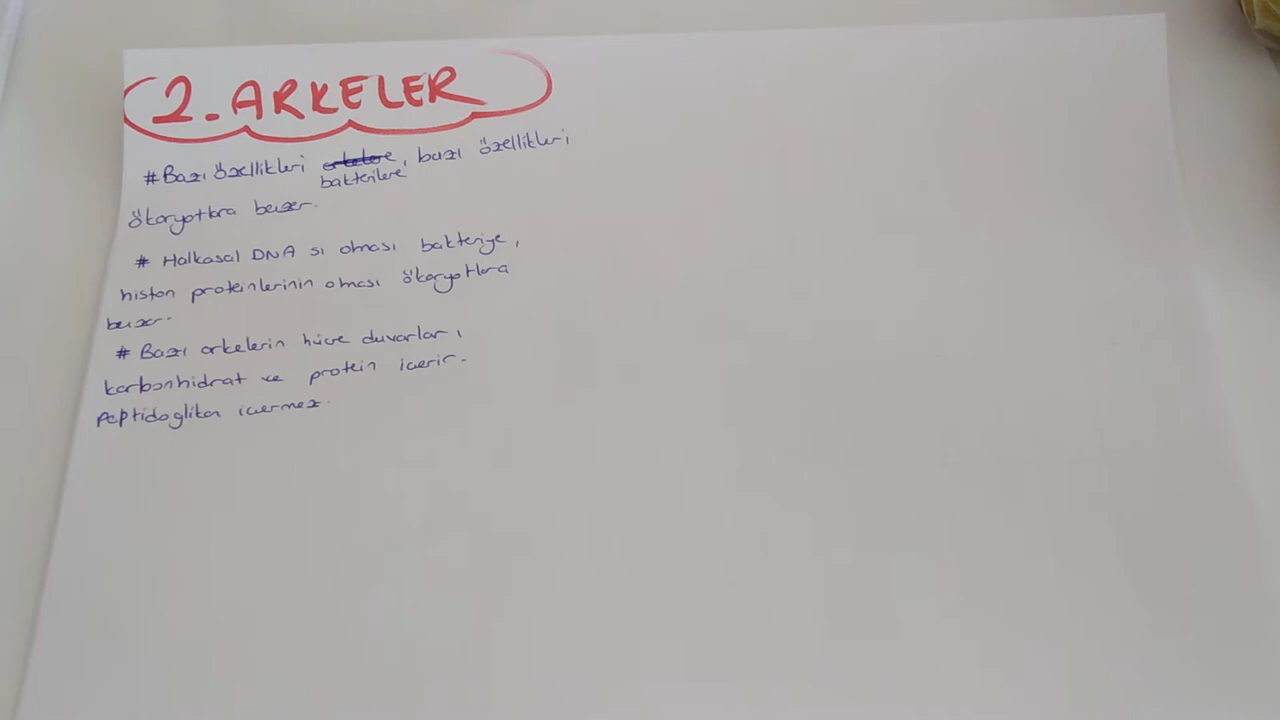 2. ARKELER
#Bazı özellikleri arkelere, bazı özellikleri
bakterilere
ökaryotlara benzer.
# Halkasal DNA sı olması bakteriye,
histon proteinlerinin olması ökaryotlara
benzer.
# Bazı arkelerin hücre duvarları
karbonhidrat ve protein içerir.
Peptidoglikan içermez.